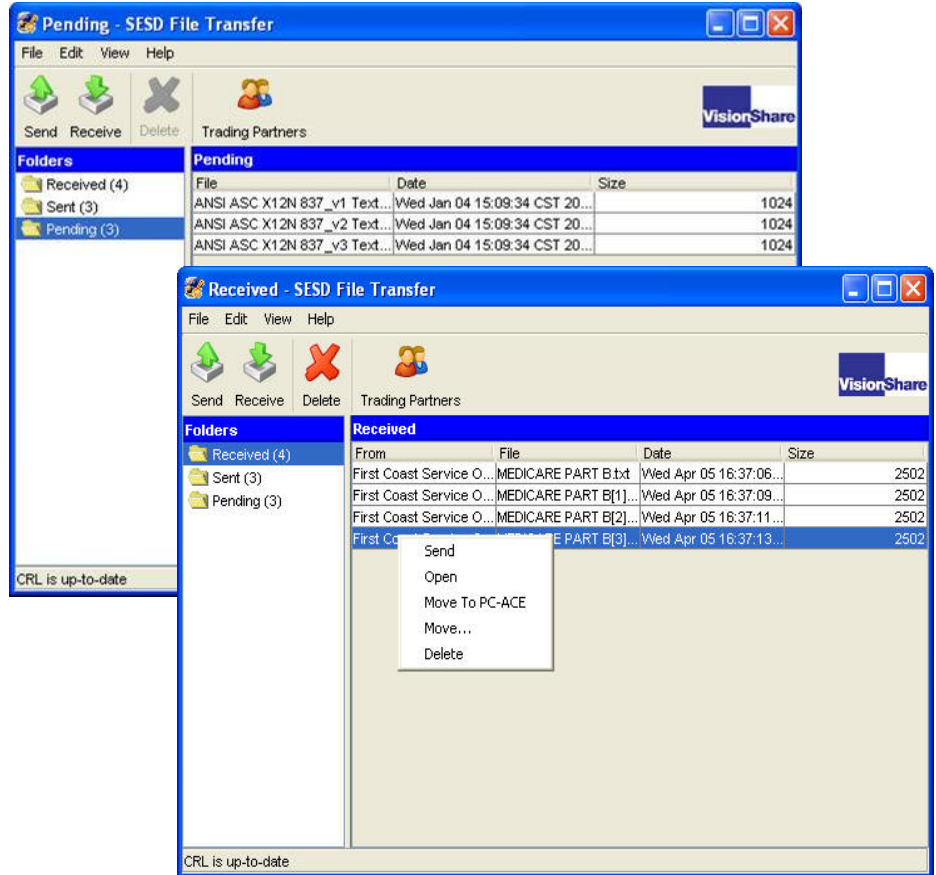 Pending - SESD File Transfer
File Edit View Help
Send Receive Delete Trading Partners
VisionShare
Folders
Received (4)
Sent (3)
Pending (3)
Pending
File Date Size
ANSI ASC X12N 837_v1 Text... Wed Jan 04 15:09:34 CST 20... 1024
ANSI ASC X12N 837_v2 Text... Wed Jan 04 15:09:34 CST 20... 1024
ANSI ASC X12N 837_v3 Text... Wed Jan 04 15:09:34 CST 20... 1024
CRL is up-to-date
Received - SESD File Transfer
File Edit View Help
Send Receive Delete Trading Partners
VisionShare
Folders
Received (4)
Sent (3)
Pending (3)
Received
From File Date Size
First Coast Service O... MEDICARE PART B.txt Wed Apr 05 16:37:06... 2502
First Coast Service O... MEDICARE PART B[1]... Wed Apr 05 16:37:09... 2502
First Coast Service O... MEDICARE PART B[2]... Wed Apr 05 16:37:11... 2502
First PART B[3]... Wed Apr 05 16:37:13... 2502
Send
Open
Move To PC-ACE
Move...
Delete
CRL is up-to-date